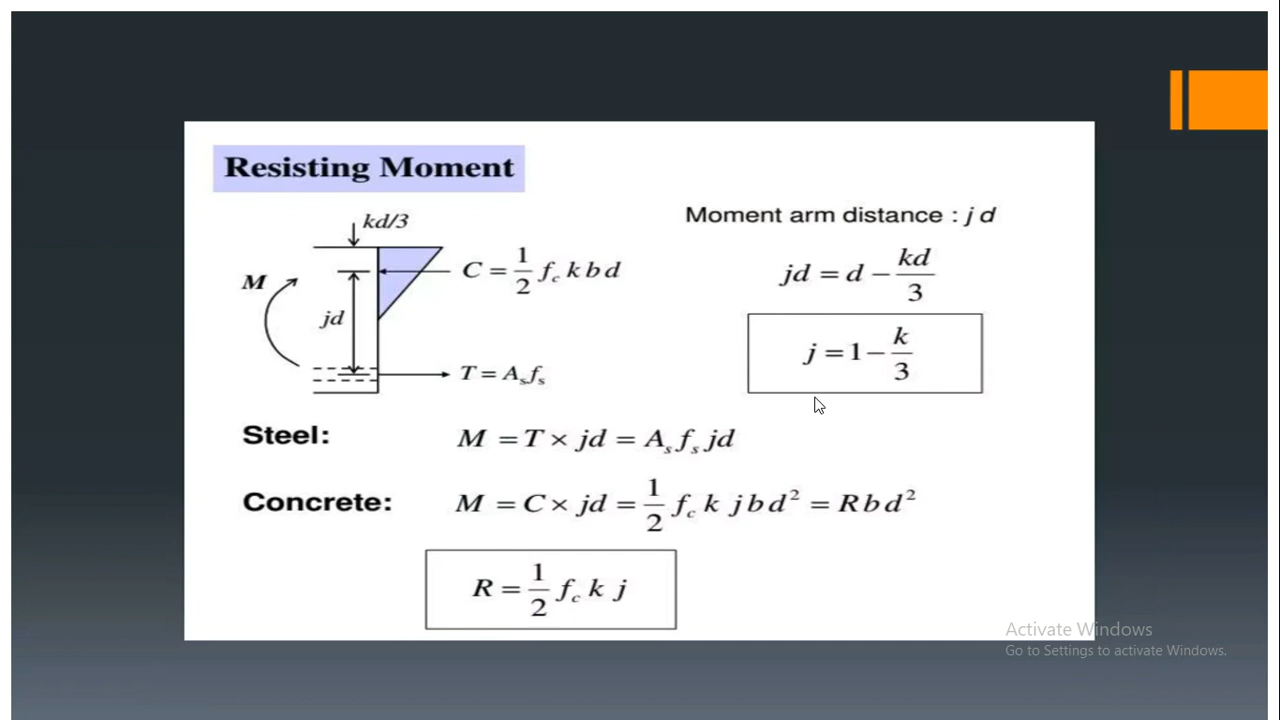 Resisting Moment
kd/3
Moment arm distance : j d
C = 1/2 f_c k b d
jd = d − kd/3
M
jd
j = 1 − k/3
T = A_s f_s
Steel: M = T × jd = A_s f_s jd
Concrete: M = C × jd = 1/2 f_c k j b d² = R b d²
R = 1/2 f_c k j
Activate Windows
Go to Settings to activate Windows.